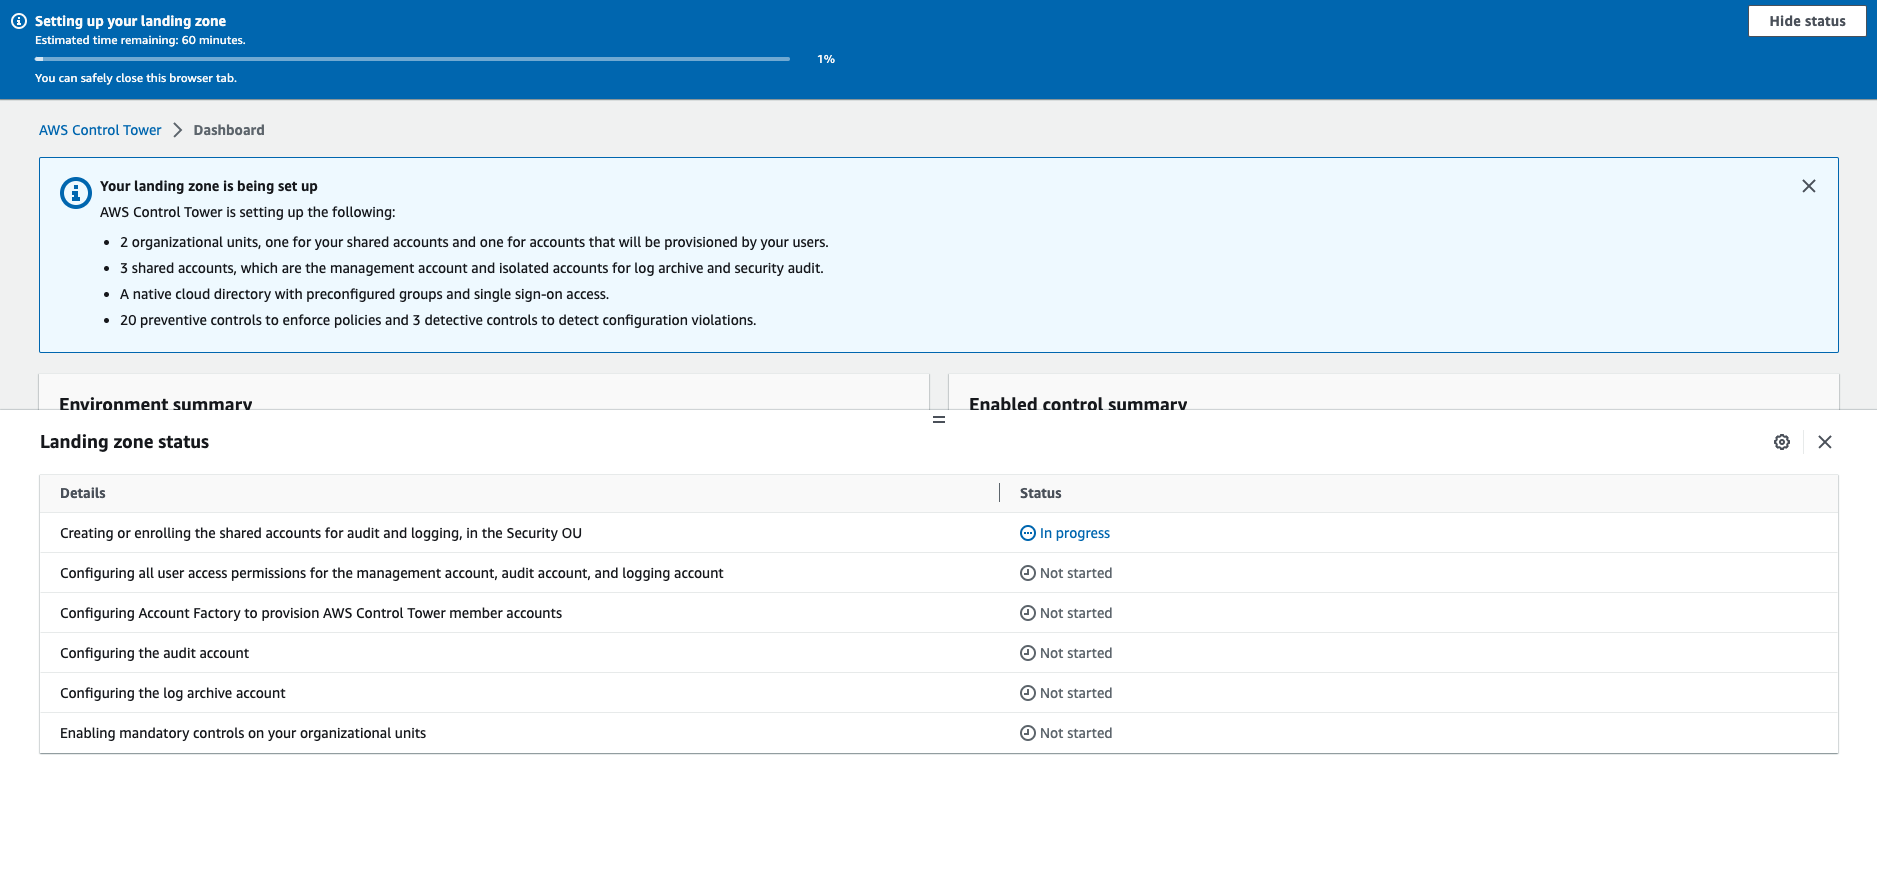 Setting up your landing zone
Hide status
Estimated time remaining: 60 minutes.
1%
You can safely close this browser tab.
AWS Control Tower > Dashboard
Your landing zone is being set up
AWS Control Tower is setting up the following:
• 2 organizational units, one for your shared accounts and one for accounts that will be provisioned by your users.
• 3 shared accounts, which are the management account and isolated accounts for log archive and security audit.
• A native cloud directory with preconfigured groups and single sign-on access.
• 20 preventive controls to enforce policies and 3 detective controls to detect configuration violations.
Environment summary
Enabled control summary
Landing zone status
Details Status
Creating or enrolling the shared accounts for audit and logging, in the Security OU In progress
Configuring all user access permissions for the management account, audit account, and logging account Not started
Configuring Account Factory to provision AWS Control Tower member accounts Not started
Configuring the audit account Not started
Configuring the log archive account Not started
Enabling mandatory controls on your organizational units Not started